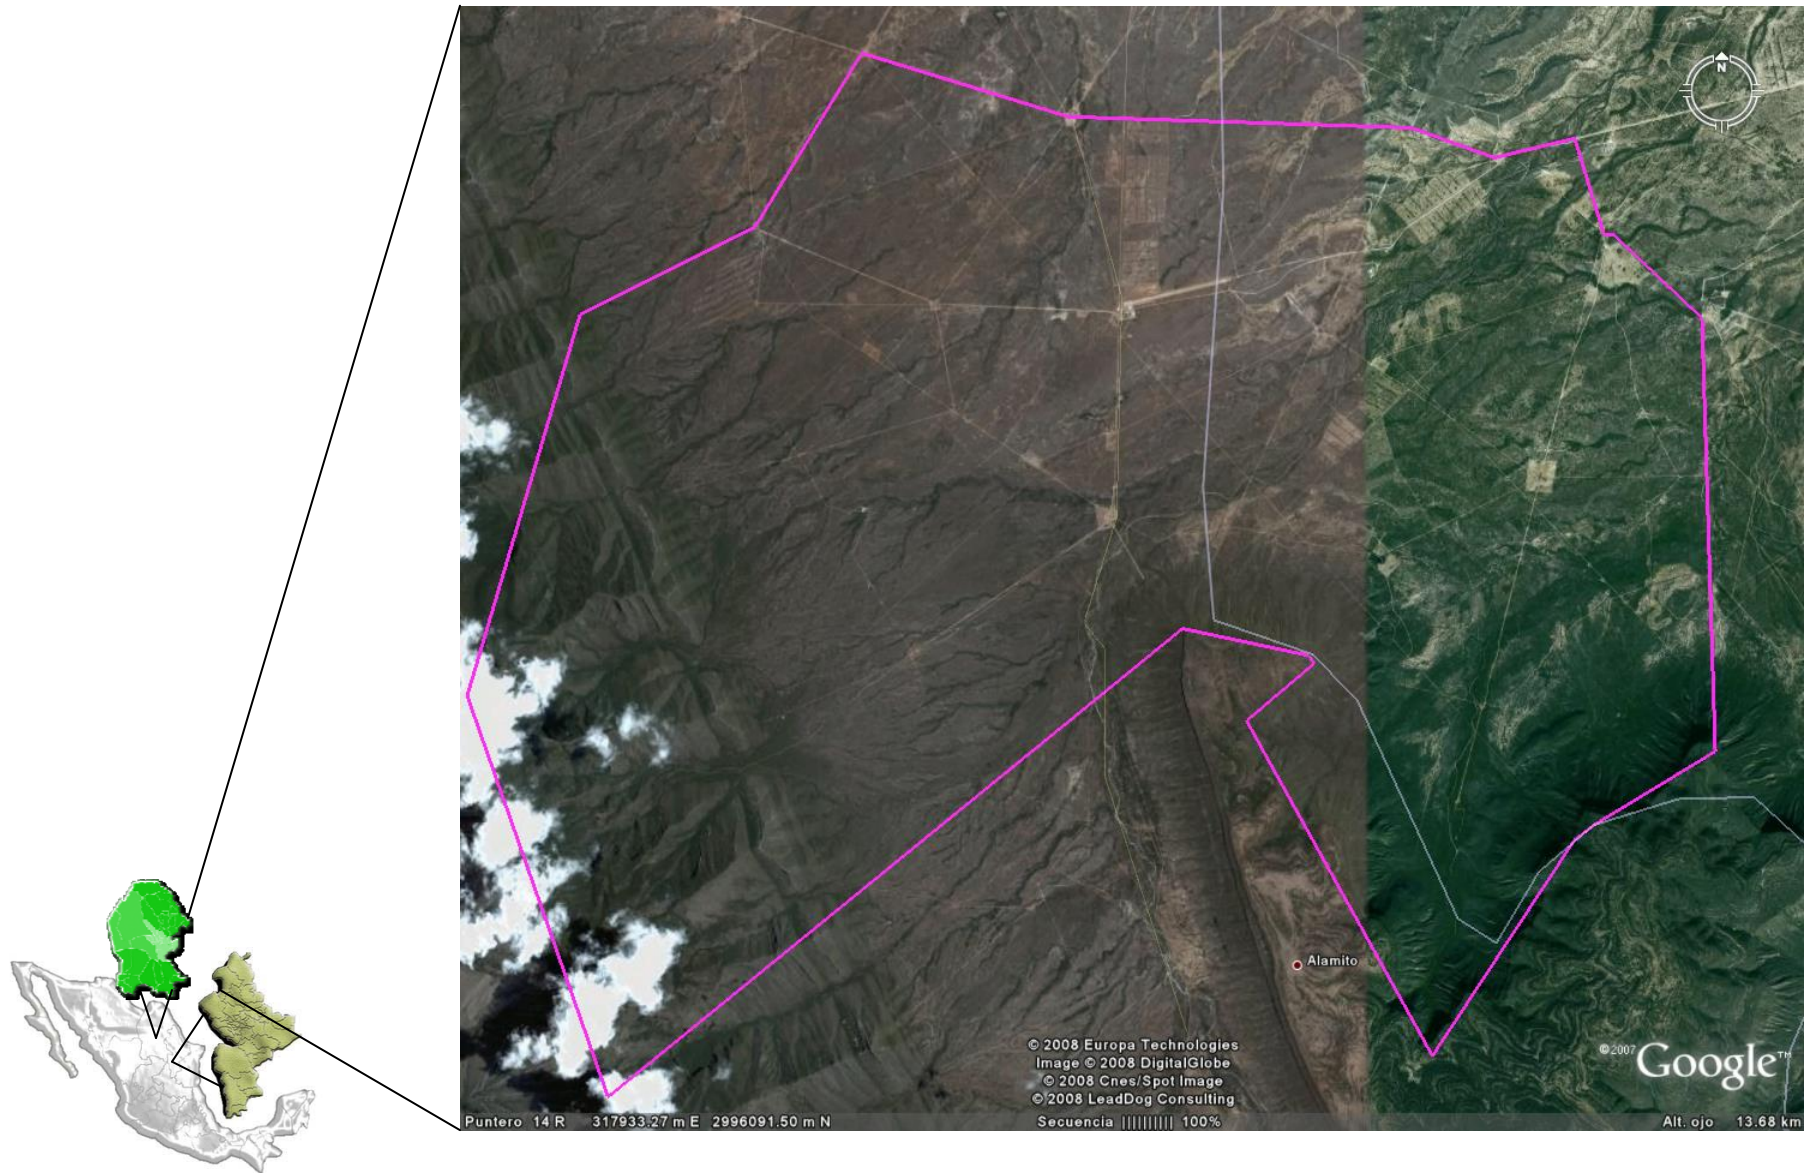 N
Alamito
© 2008 Europa Technologies
Image © 2008 DigitalGlobe
© 2008 Cnes/Spot Image
© 2008 LeadDog Consulting
©2007 Google™
Puntero 14 R 317933.27 m E 2996091.50 m N Secuencia |||||||||| 100% Alt. ojo 13.68 km